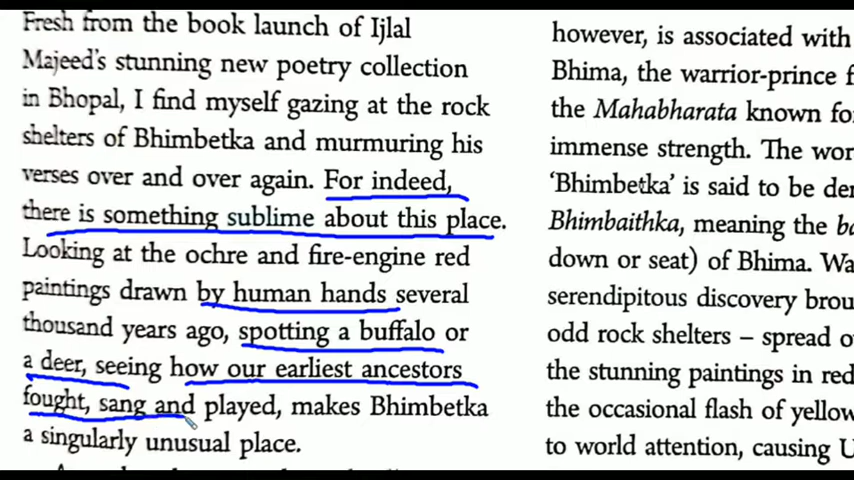 Fresh from the book launch of Ijlal
Majeed's stunning new poetry collection
in Bhopal, I find myself gazing at the rock
shelters of Bhimbetka and murmuring his
verses over and over again. For indeed,
there is something sublime about this place.
Looking at the ochre and fire-engine red
paintings drawn by human hands several
thousand years ago, spotting a buffalo or
a deer, seeing how our earliest ancestors
fought, sang and played, makes Bhimbetka
a singularly unusual place.
however, is associated with
Bhima, the warrior-prince
the Mahabharata known
immense strength. The
'Bhimbetka' is said to be
Bhimbaithka, meaning the
down or seat) of Bhima.
serendipitous discovery
odd rock shelters – spread
the stunning paintings in red
the occasional flash of yellow
to world attention, causing